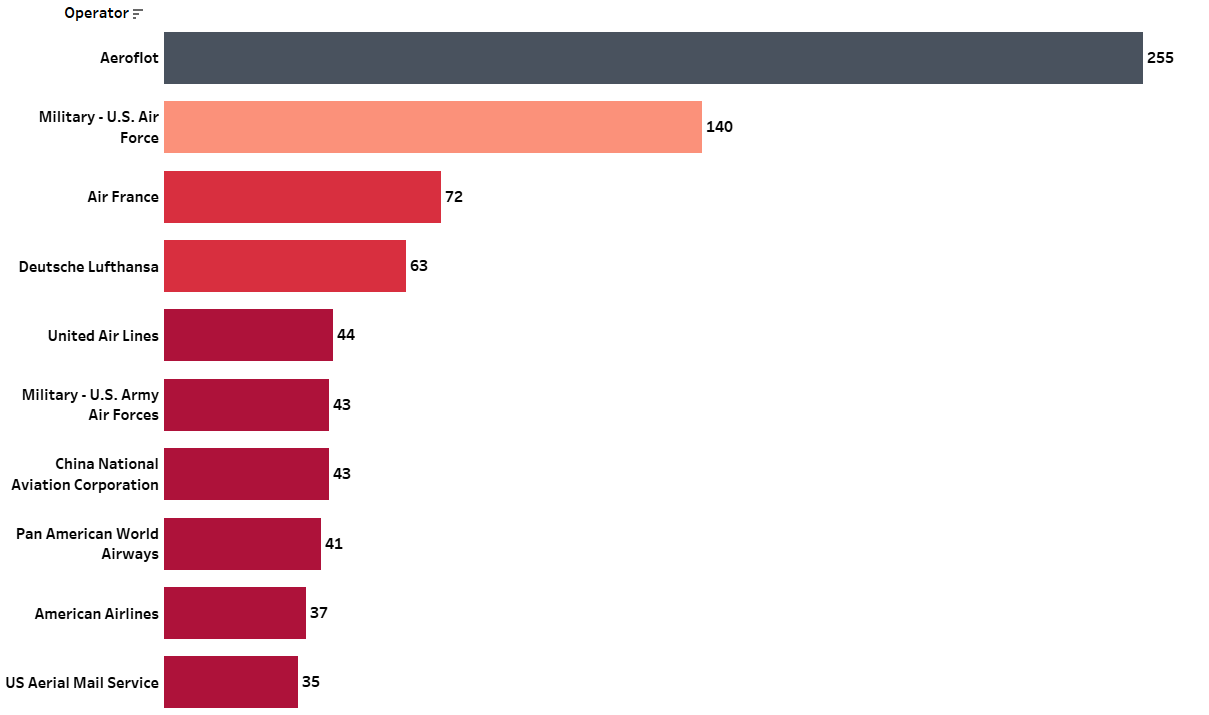 Operator
Aeroflot
255
Military - U.S. Air
Force
140
Air France
72
Deutsche Lufthansa
63
United Air Lines
44
Military - U.S. Army
Air Forces
43
China National
Aviation Corporation
43
Pan American World
Airways
41
American Airlines
37
US Aerial Mail Service
35